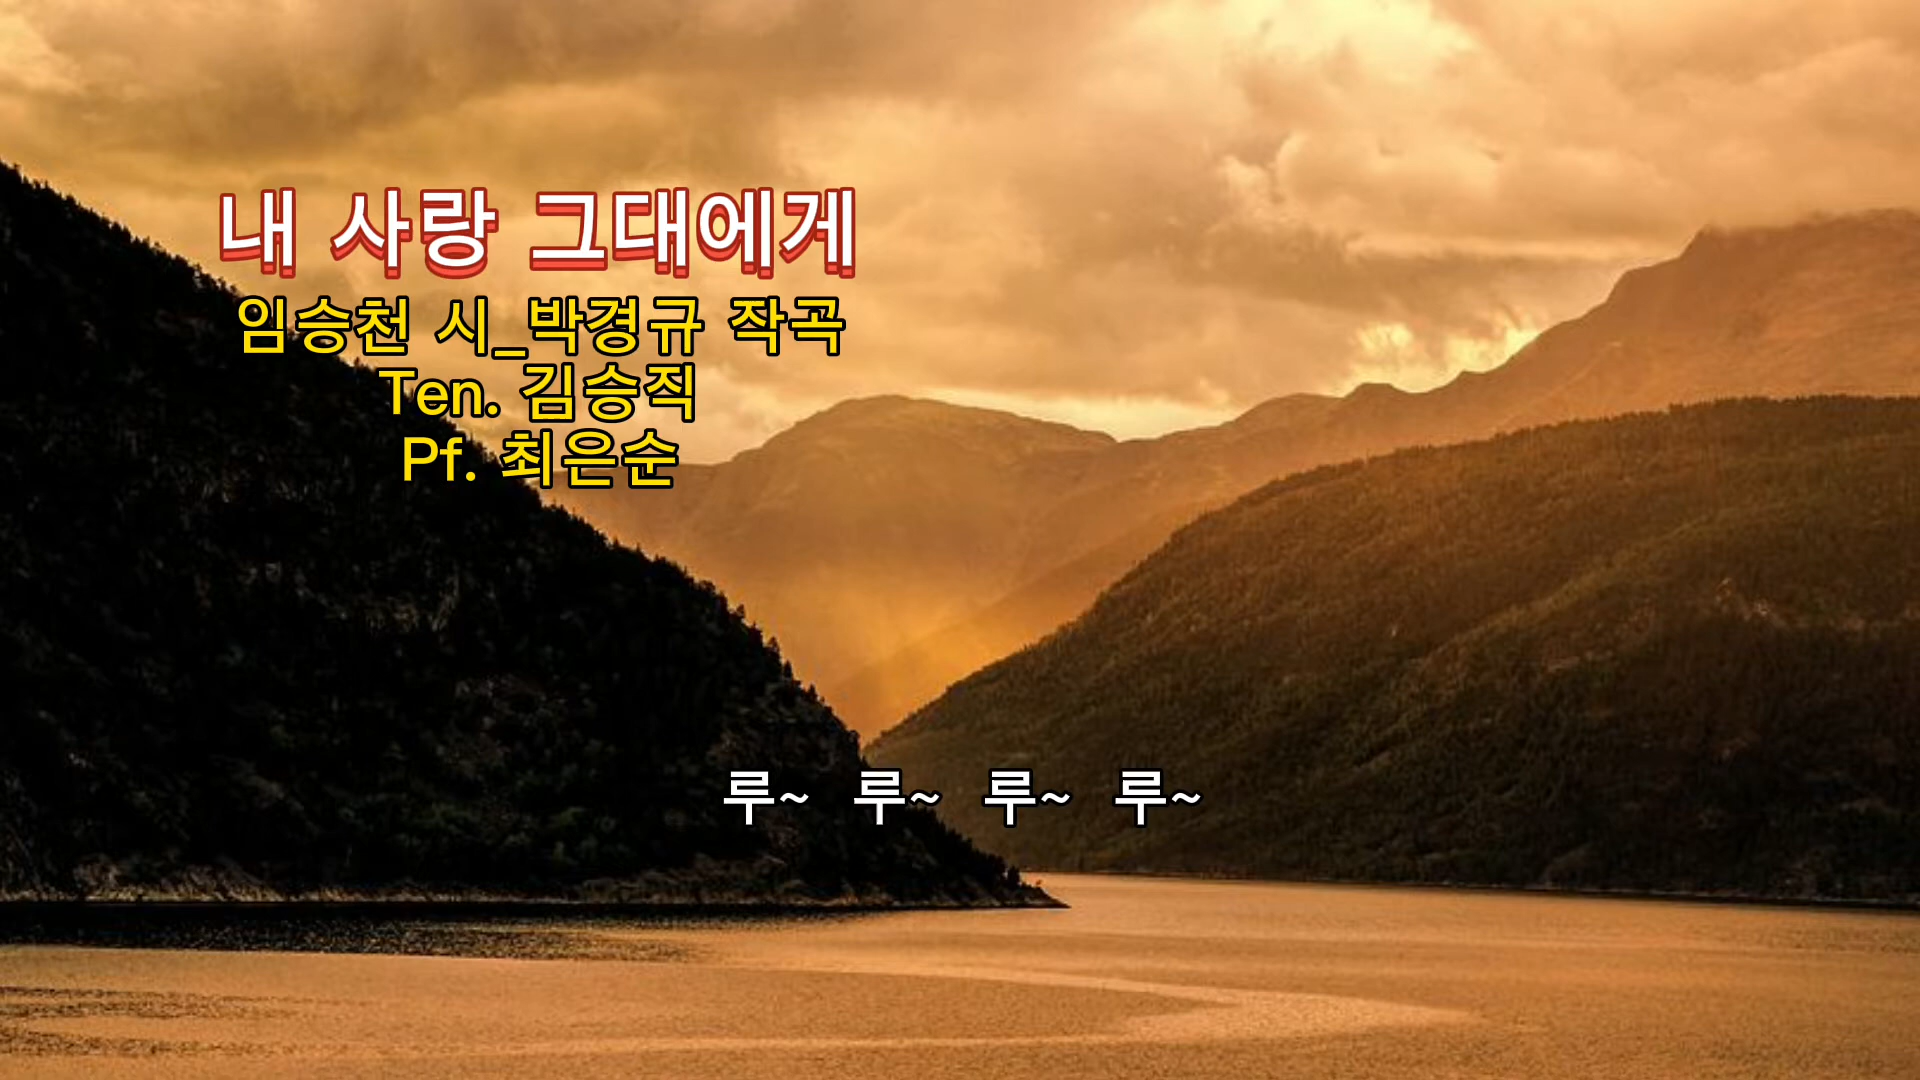 내 사랑 그대에게
임승천 시_박경규 작곡
Ten. 김승직
Pf. 최은순
루~ 루~ 루~ 루~